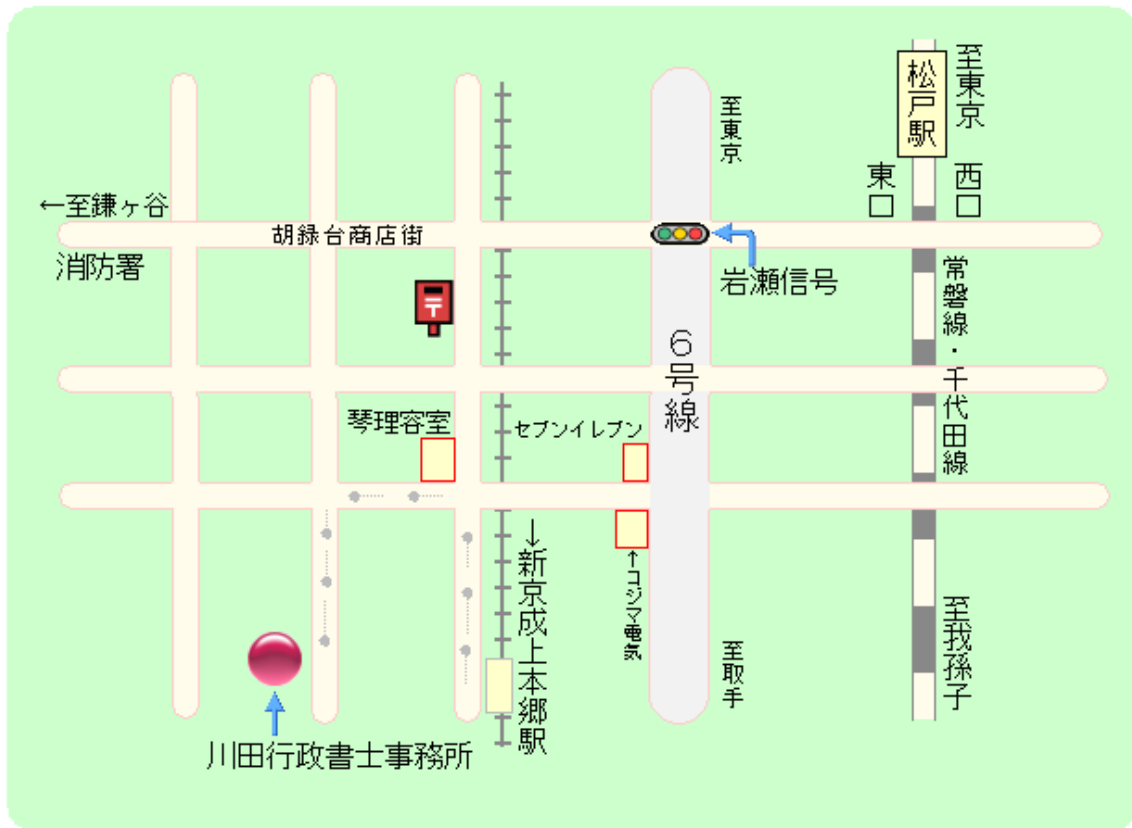 至東京
松戸駅
至東京
東口
西口
←至鎌ヶ谷
胡録台商店街
消防署
岩瀬信号
常磐線・千代田線
〒
6号線
琴理容室
セブンイレブン
→新京成上本郷駅
←コジマ電気
至我孫子
至取手
川田行政書士事務所